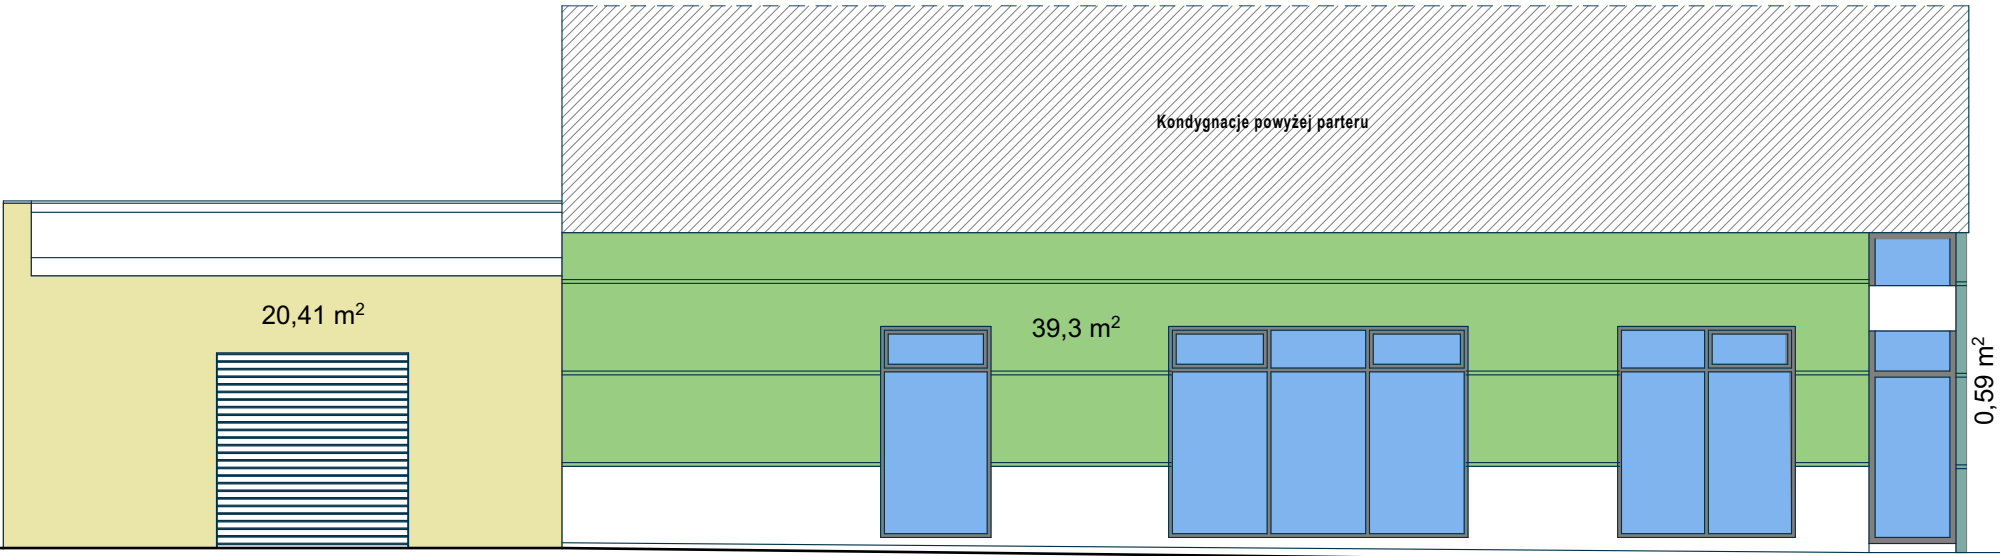 Kondygnacje powyżej parteru
20,41 m²
39,3 m²
0,59 m²